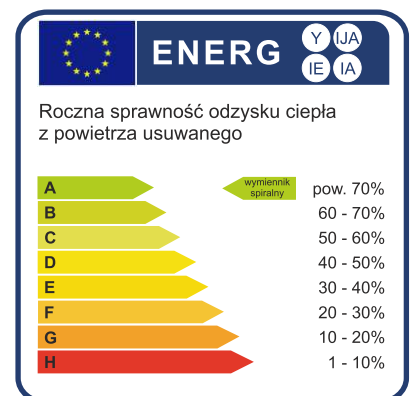 ENERG Y IJA
IE IA
Roczna sprawność odzysku ciepła
z powietrza usuwanego
A wymiennik spiralny pow. 70%
B 60 - 70%
C 50 - 60%
D 40 - 50%
E 30 - 40%
F 20 - 30%
G 10 - 20%
H 1 - 10%